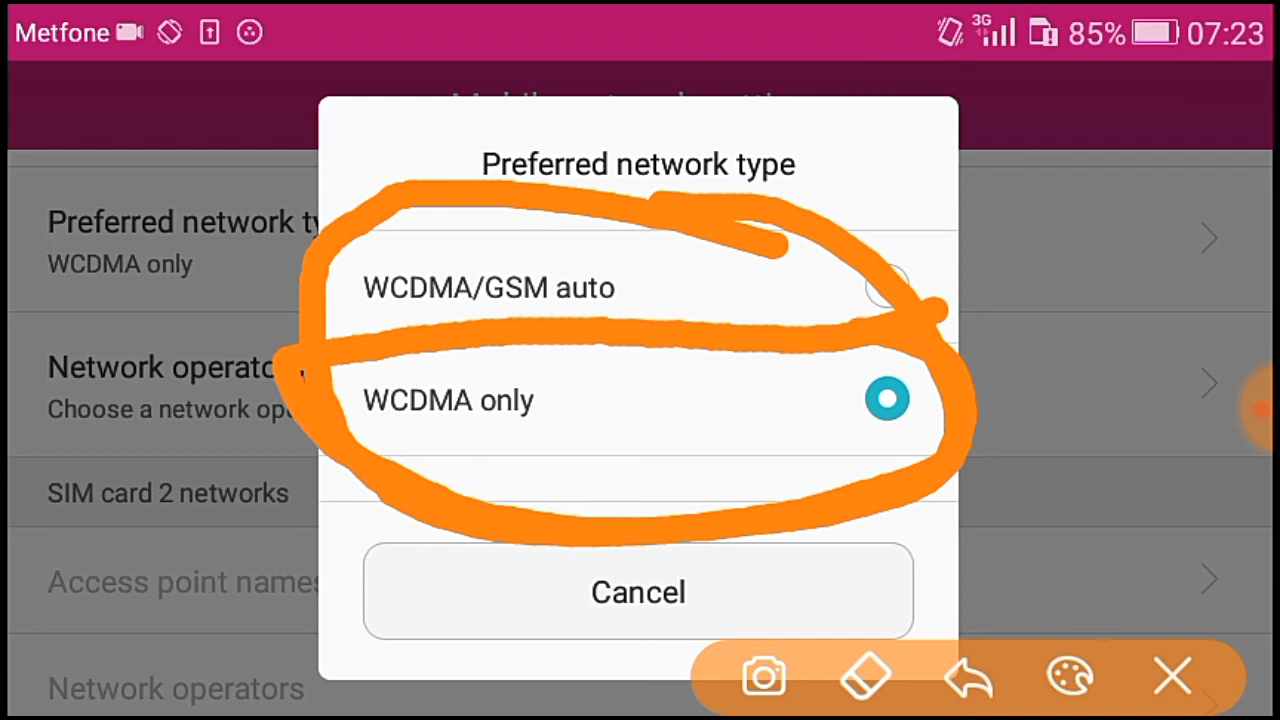 Metfone 3G 85% 07:23
Preferred network type
Preferred network ty
WCDMA only
WCDMA/GSM auto
Network operato
Choose a network op
WCDMA only
SIM card 2 networks
Access point names
Cancel
Network operators